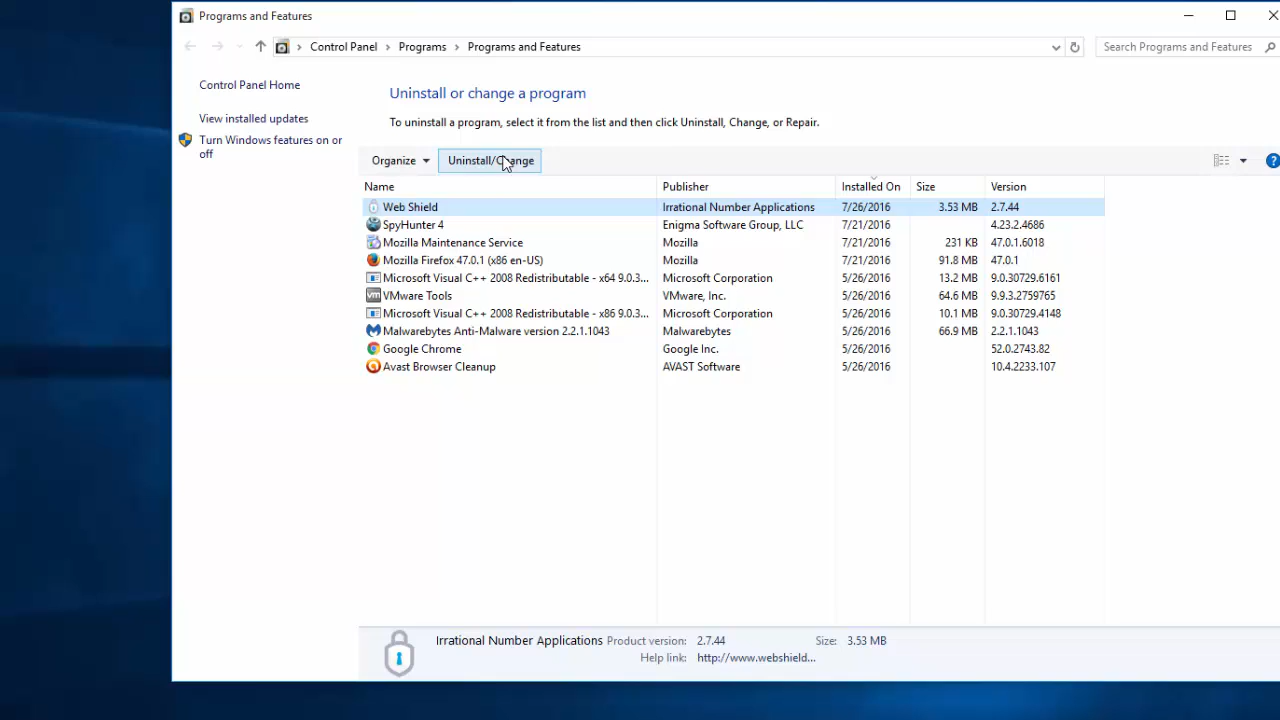 Programs and Features
Control Panel > Programs > Programs and Features
Search Programs and Features
Control Panel Home
View installed updates
Turn Windows features on or
off
Uninstall or change a program
To uninstall a program, select it from the list and then click Uninstall, Change, or Repair.
Organize Uninstall/Change
Name Publisher Installed On Size Version
Web Shield Irrational Number Applications 7/26/2016 3.53 MB 2.7.44
SpyHunter 4 Enigma Software Group, LLC 7/21/2016 4.23.2.4686
Mozilla Maintenance Service Mozilla 7/21/2016 231 KB 47.0.1.6018
Mozilla Firefox 47.0.1 (x86 en-US) Mozilla 7/21/2016 91.8 MB 47.0.1
Microsoft Visual C++ 2008 Redistributable - x64 9.0.3... Microsoft Corporation 5/26/2016 13.2 MB 9.0.30729.6161
vm VMware Tools VMware, Inc. 5/26/2016 64.6 MB 9.9.3.2759765
Microsoft Visual C++ 2008 Redistributable - x86 9.0.3... Microsoft Corporation 5/26/2016 10.1 MB 9.0.30729.4148
Malwarebytes Anti-Malware version 2.2.1.1043 Malwarebytes 5/26/2016 66.9 MB 2.2.1.1043
Google Chrome Google Inc. 5/26/2016 52.0.2743.82
Avast Browser Cleanup AVAST Software 5/26/2016 10.4.2233.107
Irrational Number Applications Product version: 2.7.44 Size: 3.53 MB
Help link: http://www.webshield...